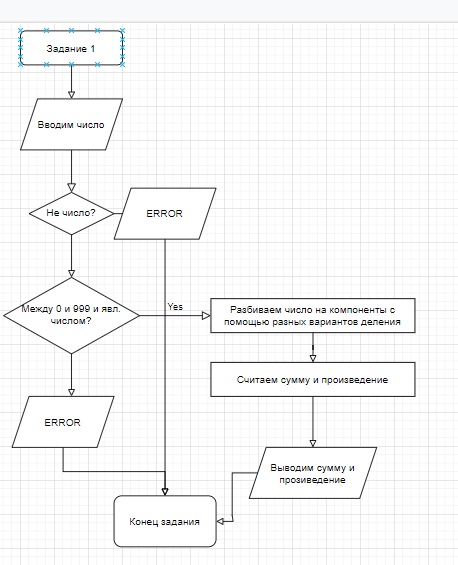 Задание 1
Вводим число
Не число?
ERROR
Между 0 и 999 и явл.
числом?
Yes
Разбиваем число на компоненты с
помощью разных вариантов деления
Считаем сумму и произведение
ERROR
Выводим сумму и
прозиведение
Конец задания